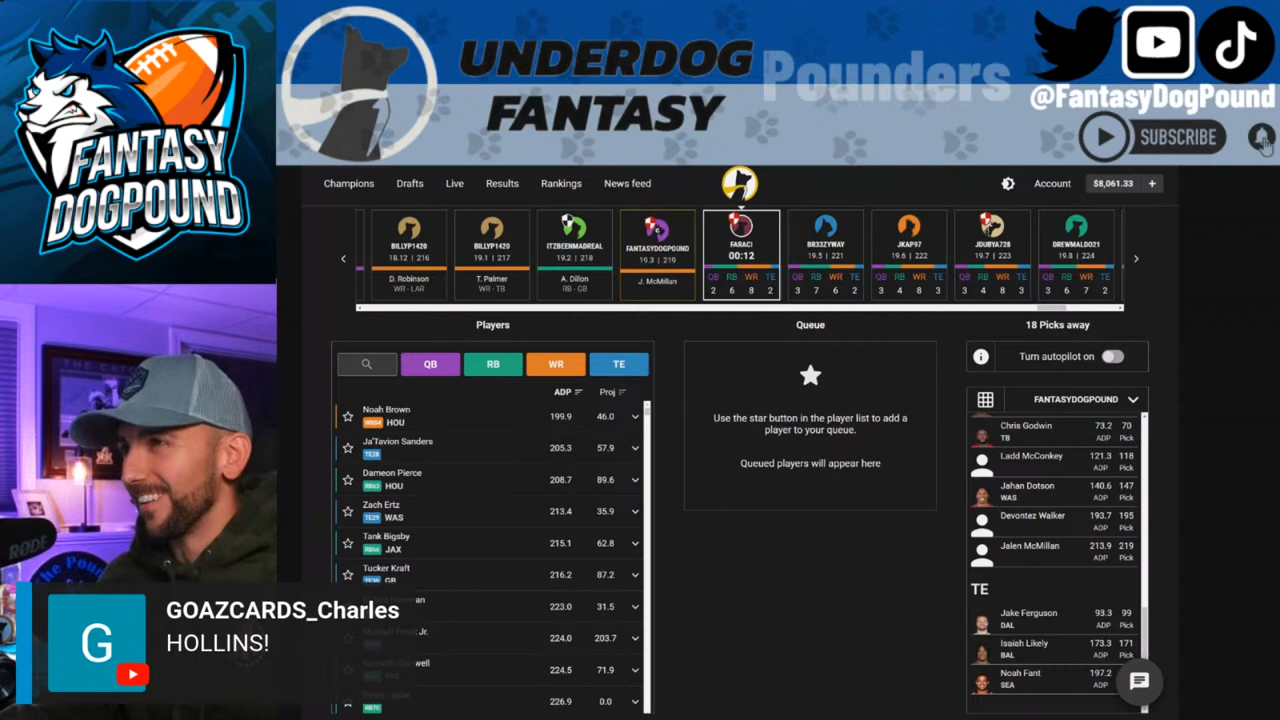 FANTASY
DOGPOUND
UNDERDOG
FANTASY
Pounders
@FantasyDogPound
SUBSCRIBE
Champions
Drafts
Live
Results
Rankings
News feed
Account
$8,061.33
+
BILLYP1420
18.12 | 216
D. Robinson
WR - LAR
BILLYP1420
19.1 | 217
T. Palmer
WR - TB
ITZBEENMADREAL
19.2 | 218
A. Dillon
RB - GB
FANTASYDOGPOUND
19.3 | 219
J. McMillan
FARACI
00:12
QB RB WR TE
2 6 8 2
BR33ZYWAY
19.5 | 221
QB RB WR TE
3 7 6 2
JKAP97
19.6 | 222
QB RB WR TE
3 4 8 3
JDUBYA728
19.7 | 223
QB RB WR TE
3 4 8 3
DREWMALDO21
19.8 | 224
QB RB WR TE
3 6 7 2
Players
Queue
18 Picks away
QB
RB
WR
TE
ADP
Proj
Noah Brown
WR84 HOU
199.9
46.0
Ja'Tavion Sanders
TE28
205.3
57.9
Dameon Pierce
RB63 HOU
208.7
89.6
Zach Ertz
TE29 WAS
213.4
35.9
Tank Bigsby
RB66 JAX
215.1
62.8
Tucker Kraft
TE30 GB
216.2
87.2
223.0
31.5
Jr.
224.0
203.7
224.5
71.9
RB70
226.9
0.0
Use the star button in the player list to add a
player to your queue.
Queued players will appear here
Turn autopilot on
FANTASYDOGPOUND
Chris Godwin
TB
73.2 70
ADP Pick
Ladd McConkey
121.3 118
ADP Pick
Jahan Dotson
WAS
140.6 147
ADP Pick
Devontez Walker
193.7 195
ADP Pick
Jalen McMillan
213.9 219
ADP Pick
TE
Jake Ferguson
DAL
93.3 99
ADP Pick
Isaiah Likely
BAL
173.3 171
ADP Pick
Noah Fant
SEA
197.2
ADP
RØDE
The Pou
G
GOAZCARDS_Charles
HOLLINS!